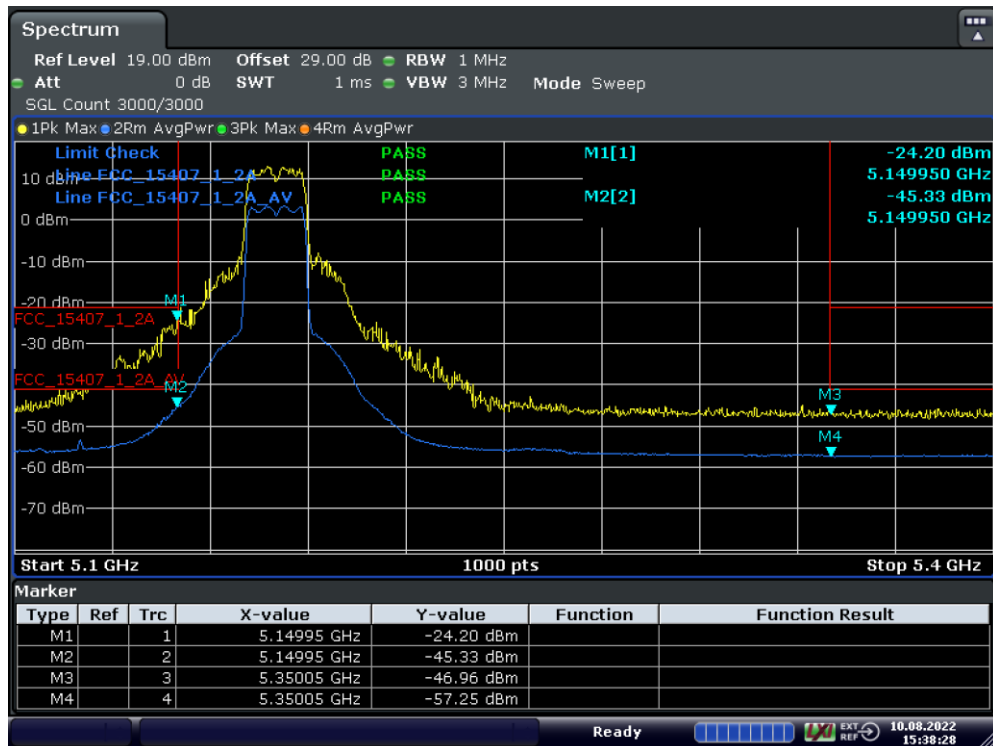 Spectrum
Ref Level 19.00 dBm Offset 29.00 dB RBW 1 MHz
Att 0 dB SWT 1 ms VBW 3 MHz Mode Sweep
SGL Count 3000/3000
1Pk Max 2Rm AvgPwr 3Pk Max 4Rm AvgPwr
Limit Check PASS M1[1] -24.20 dBm
10 dBm Line FCC_15407_1_2A PASS 5.149950 GHz
Line FCC_15407_1_2A_AV PASS M2[2] -45.33 dBm
0 dBm 5.149950 GHz
-10 dBm
-20 dBm M1
FCC_15407_1_2A
-30 dBm
FCC_15407_1_2A_AV
M2 M3
-50 dBm M4
-60 dBm
-70 dBm
Start 5.1 GHz 1000 pts Stop 5.4 GHz
Marker
Type Ref Trc X-value Y-value Function Function Result
M1 1 5.14995 GHz -24.20 dBm
M2 2 5.14995 GHz -45.33 dBm
M3 3 5.35005 GHz -46.96 dBm
M4 4 5.35005 GHz -57.25 dBm
Ready LXI EXT REF 10.08.2022
15:38:28